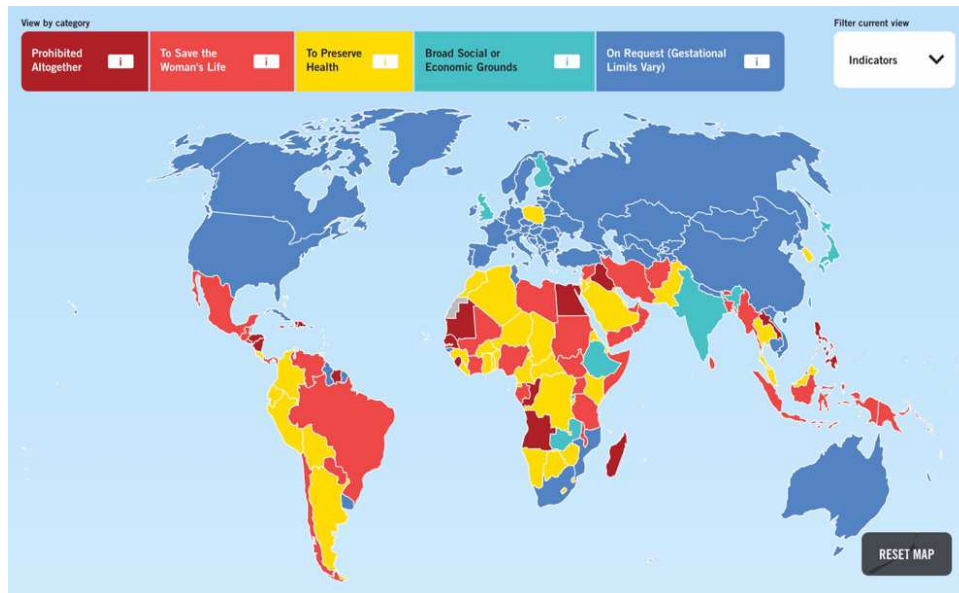 View by category
Filter current view
Prohibited
Altogether
i
To Save the
Woman's Life
i
To Preserve
Health
i
Broad Social or
Economic Grounds
i
On Request (Gestational
Limits Vary)
i
Indicators
RESET MAP